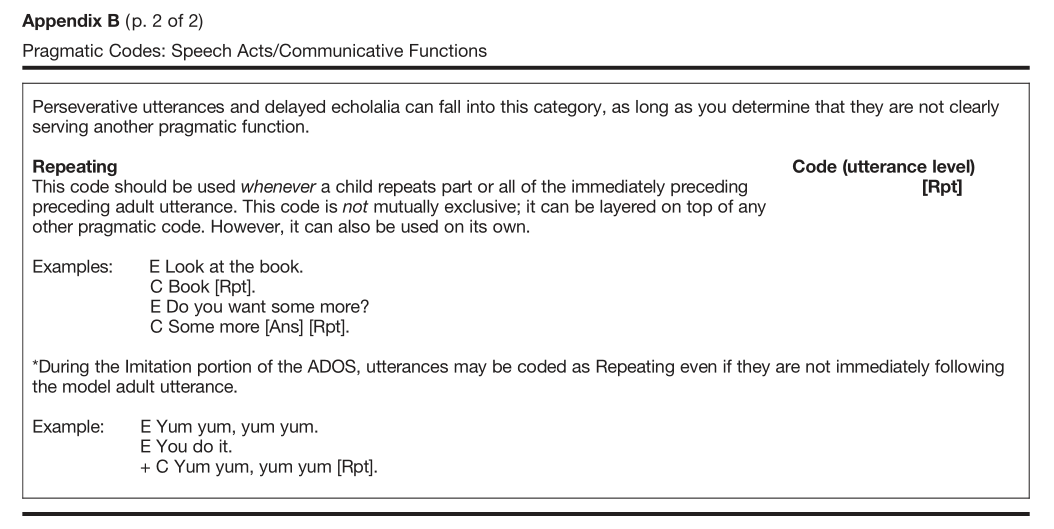 Appendix B (p. 2 of 2)
Pragmatic Codes: Speech Acts/Communicative Functions
Perseverative utterances and delayed echolalia can fall into this category, as long as you determine that they are not clearly
serving another pragmatic function.
Repeating Code (utterance level)
This code should be used whenever a child repeats part or all of the immediately preceding [Rpt]
preceding adult utterance. This code is not mutually exclusive; it can be layered on top of any
other pragmatic code. However, it can also be used on its own.
Examples: E Look at the book.
C Book [Rpt].
E Do you want some more?
C Some more [Ans] [Rpt].
*During the Imitation portion of the ADOS, utterances may be coded as Repeating even if they are not immediately following
the model adult utterance.
Example: E Yum yum, yum yum.
E You do it.
+ C Yum yum, yum yum [Rpt].